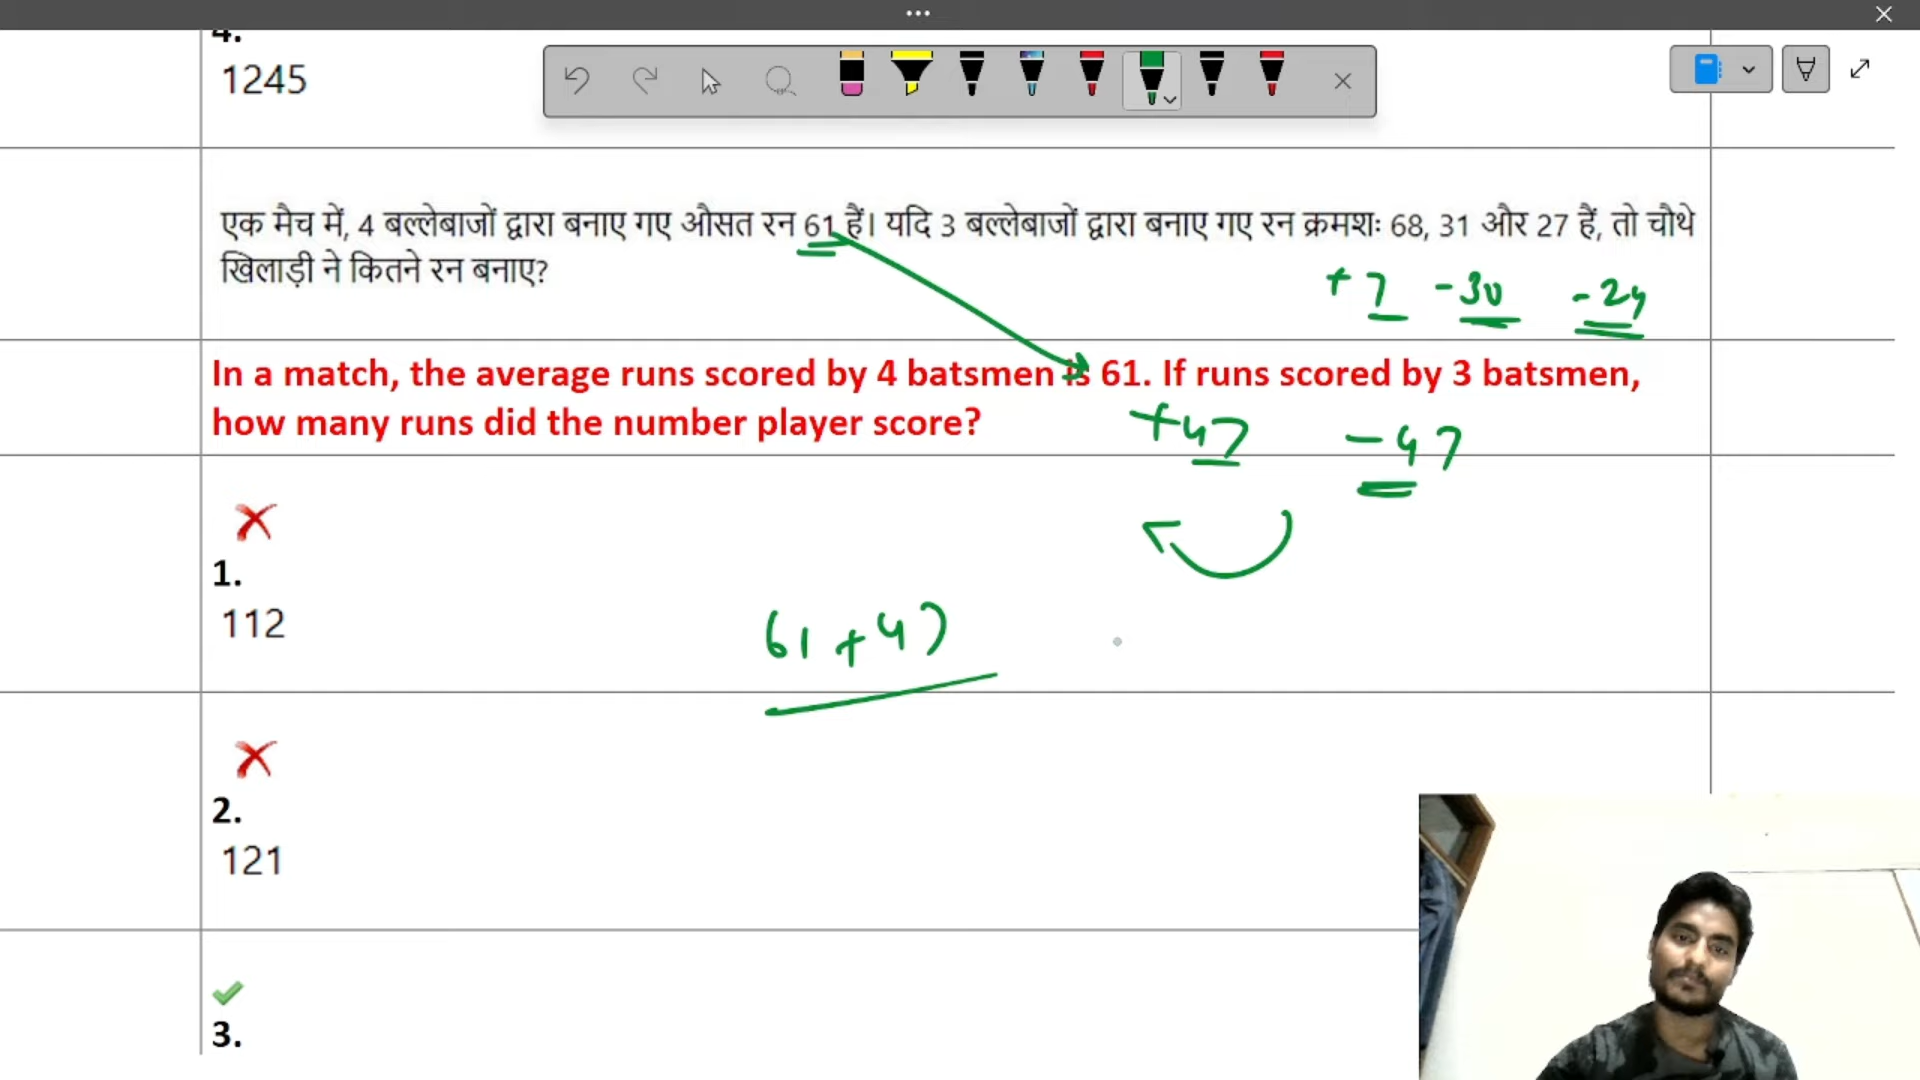 4.
1245
एक मैच में, 4 बल्लेबाजों द्वारा बनाए गए औसत रन 61 हैं। यदि 3 बल्लेबाजों द्वारा बनाए गए रन क्रमशः 68, 31 और 27 हैं, तो चौथे
खिलाड़ी ने कितने रन बनाए?
+7 -30 -24
In a match, the average runs scored by 4 batsmen is 61. If runs scored by 3 batsmen,
how many runs did the number player score?
+47 -47
1.
112
61+47
2.
121
3.